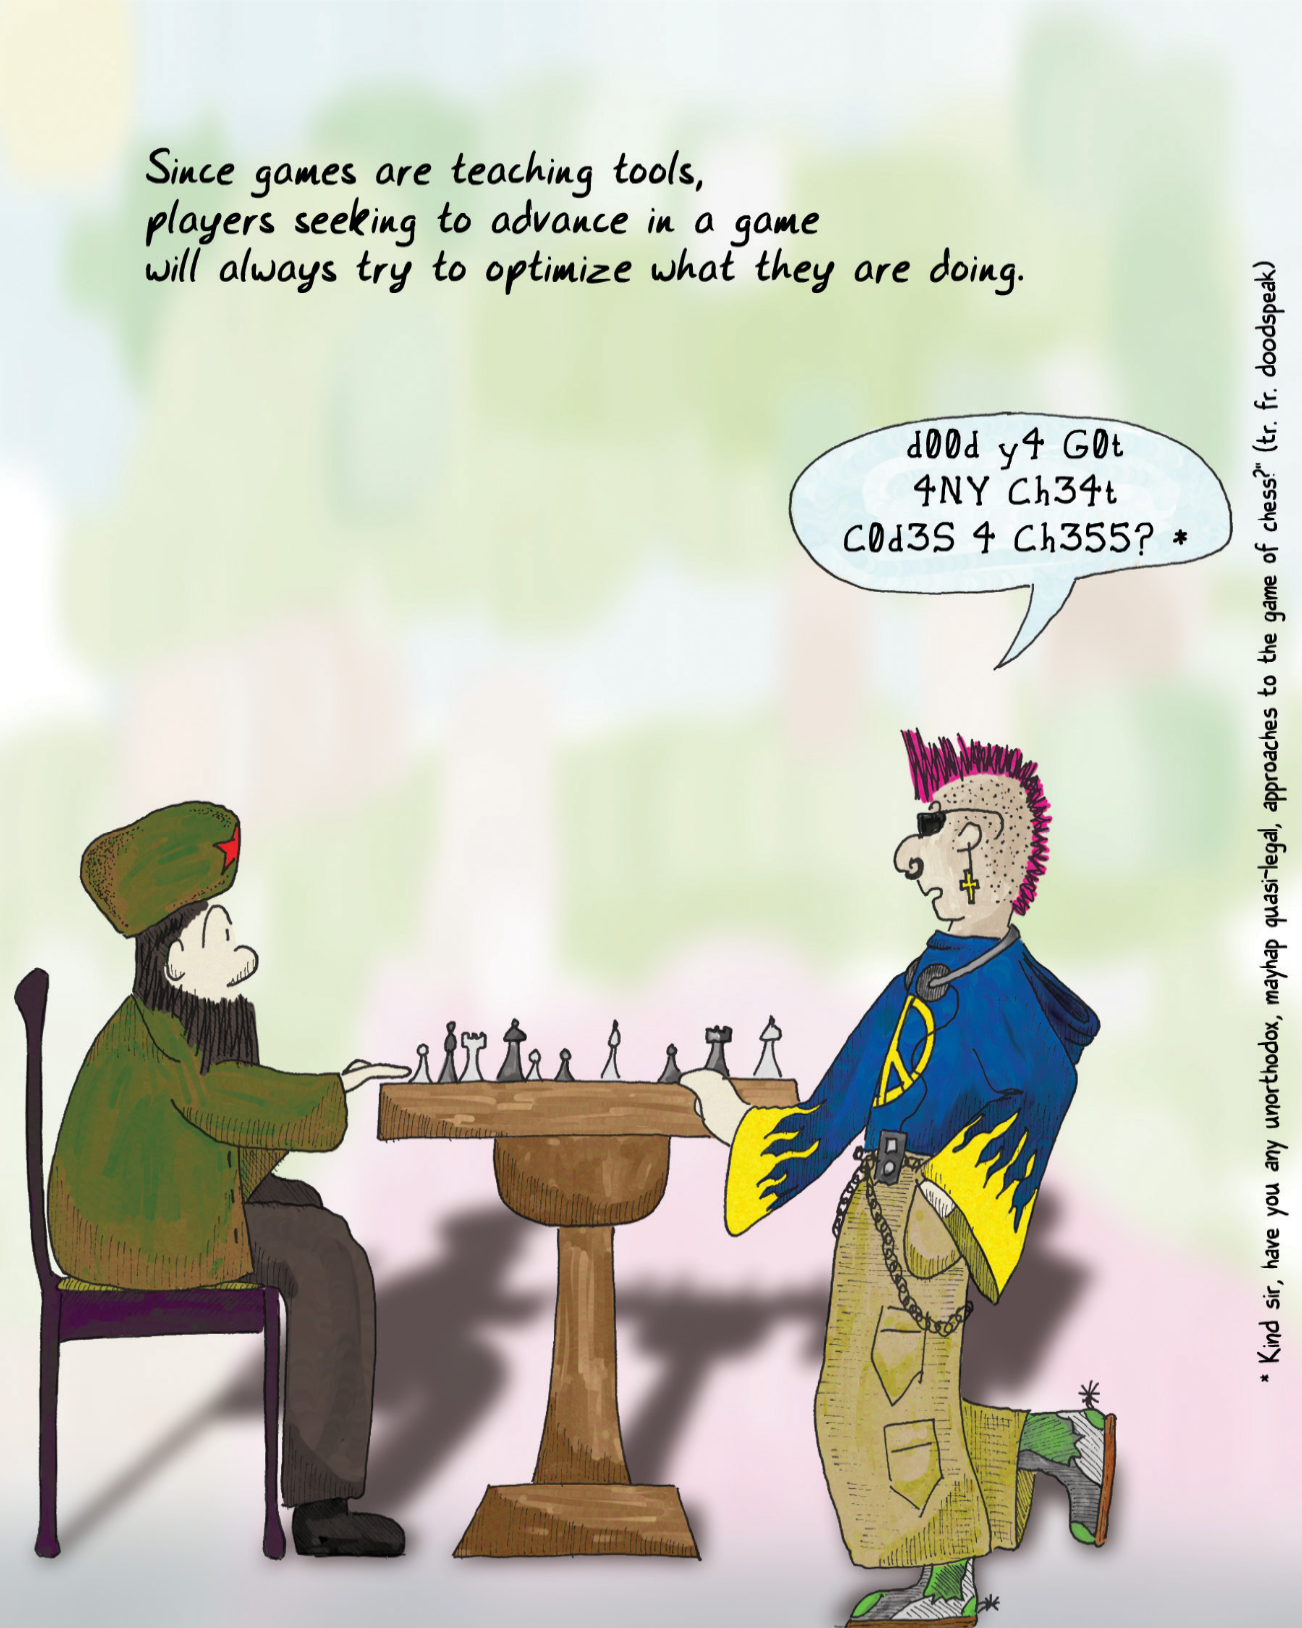 Since games are teaching tools,
players seeking to advance in a game
will always try to optimize what they are doing.
d00d y4 G0t
4NY Ch34t
C0d3S 4 Ch355? *
* Kind sir, have you any unorthodox, mayhap quasi-legal, approaches to the game of chess?" (tr. fr. doodspeak)